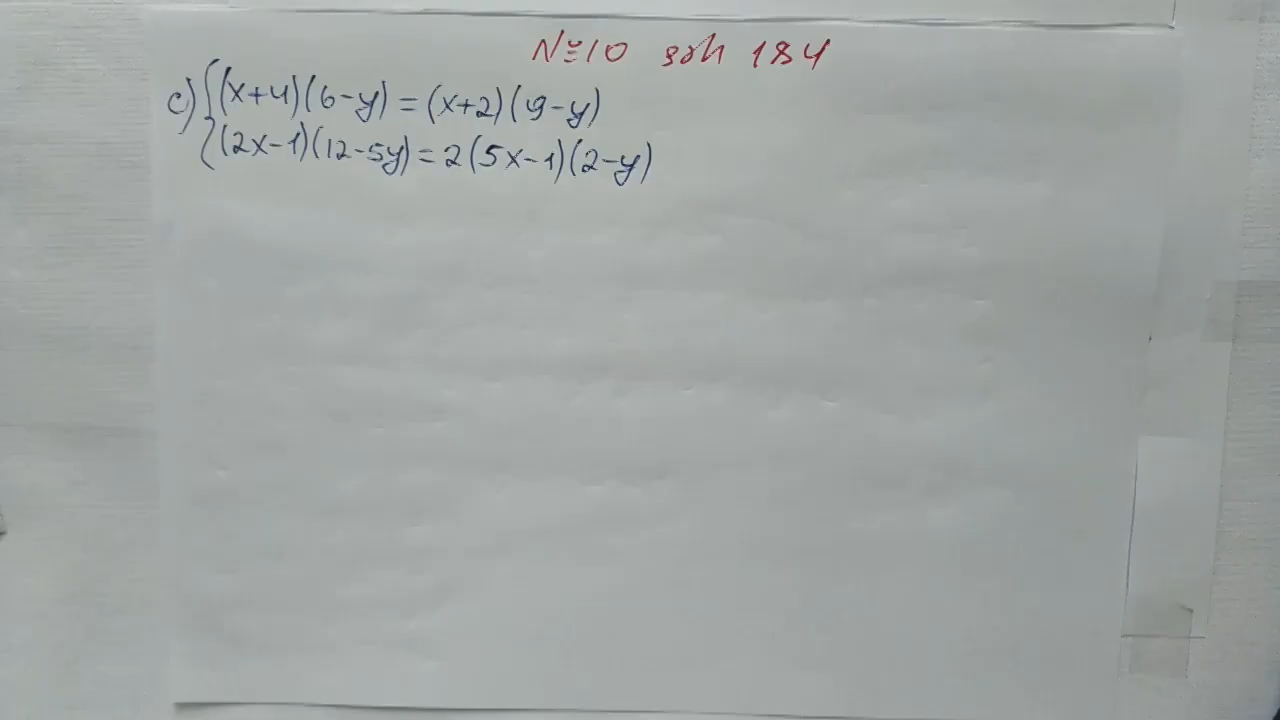 №10 səh 184
c) {(x+4)(6-y)=(x+2)(9-y)
(2x-1)(12-5y)=2(5x-1)(2-y)